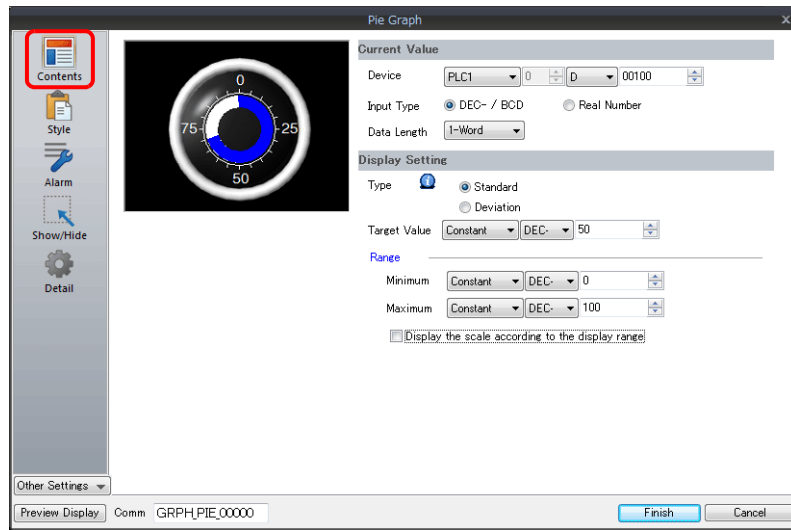 Pie Graph
x
Contents
Style
Alarm
Show/Hide
Detail
0
75
25
50
Current Value
Device PLC1 0 D 00100
Input Type DEC- / BCD Real Number
Data Length 1-Word
Display Setting
Type Standard
Deviation
Target Value Constant DEC- 50
Range
Minimum Constant DEC- 0
Maximum Constant DEC- 100
Display the scale according to the display range
Other Settings
Preview Display Comm GRPH_PIE_00000 Finish Cancel